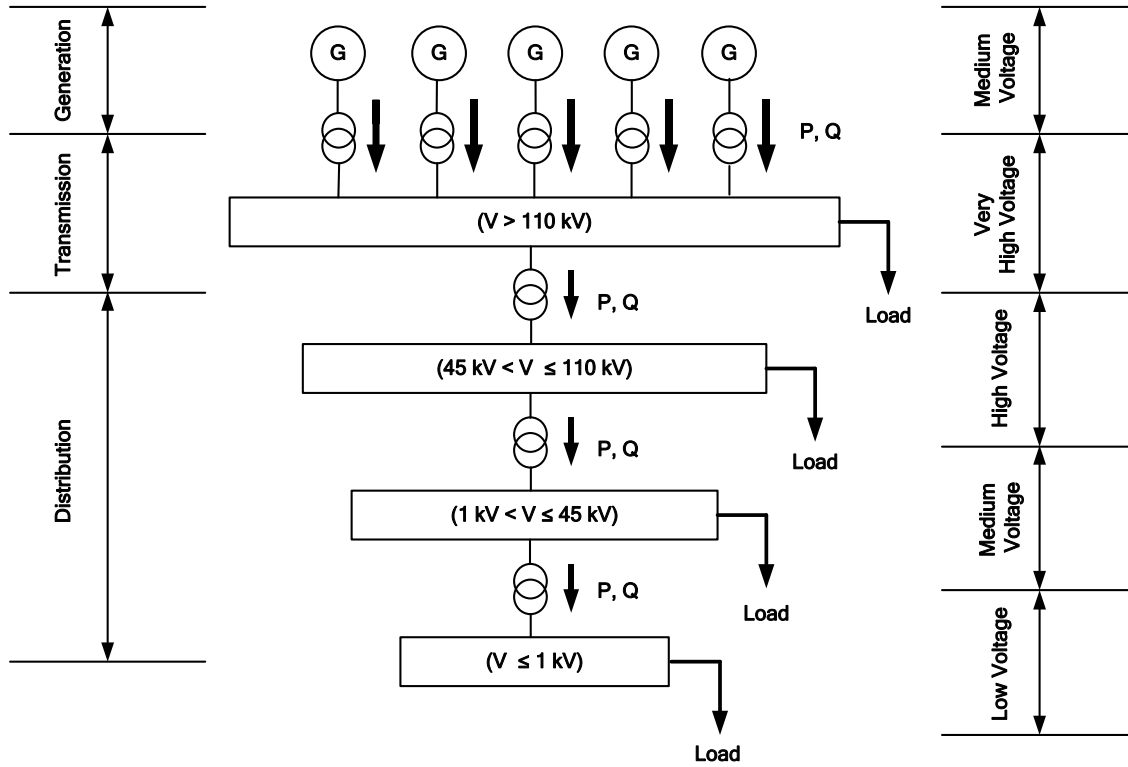 Generation
G G G G G
Medium
Voltage
P, Q
Transmission
(V > 110 kV)
Very
High Voltage
Load
P, Q
Distribution
(45 kV < V ≤ 110 kV)
High Voltage
Load
P, Q
(1 kV < V ≤ 45 kV)
Medium
Voltage
Load
P, Q
(V ≤ 1 kV)
Low Voltage
Load